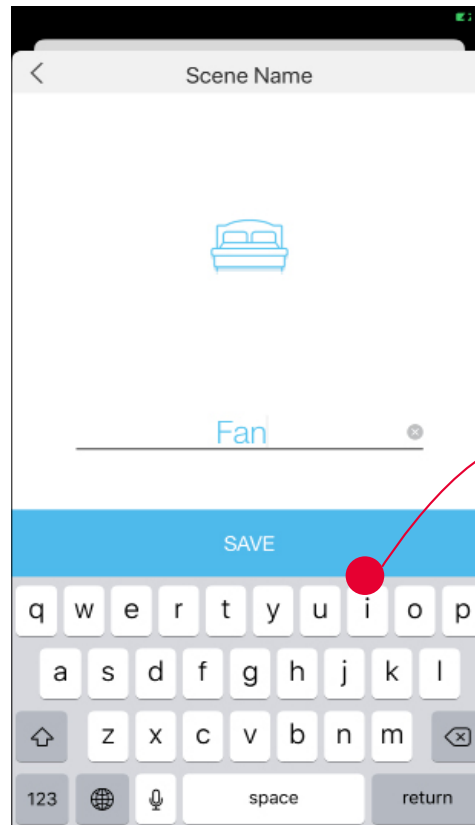 Scene Name
Fan
SAVE
q w e r t y u i o p
a s d f g h j k l
z x c v b n m
123 space return